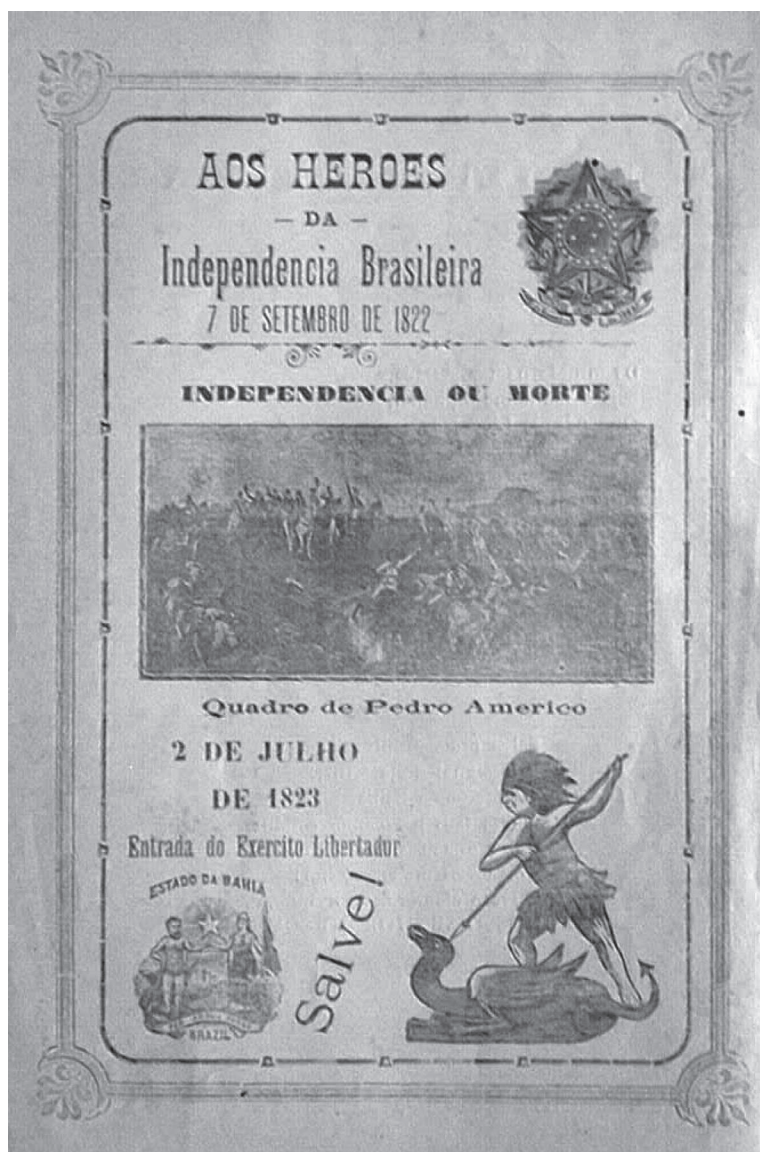 AOS HEROES
— DA —
Independencia Brasileira
7 DE SETEMBRO DE 1822
INDEPENDENCIA OU MORTE
Quadro de Pedro Americo
2 DE JULHO
DE 1823
Entrada do Exercito Libertador
ESTADO DA BAHIA
BRAZIL
Salve!